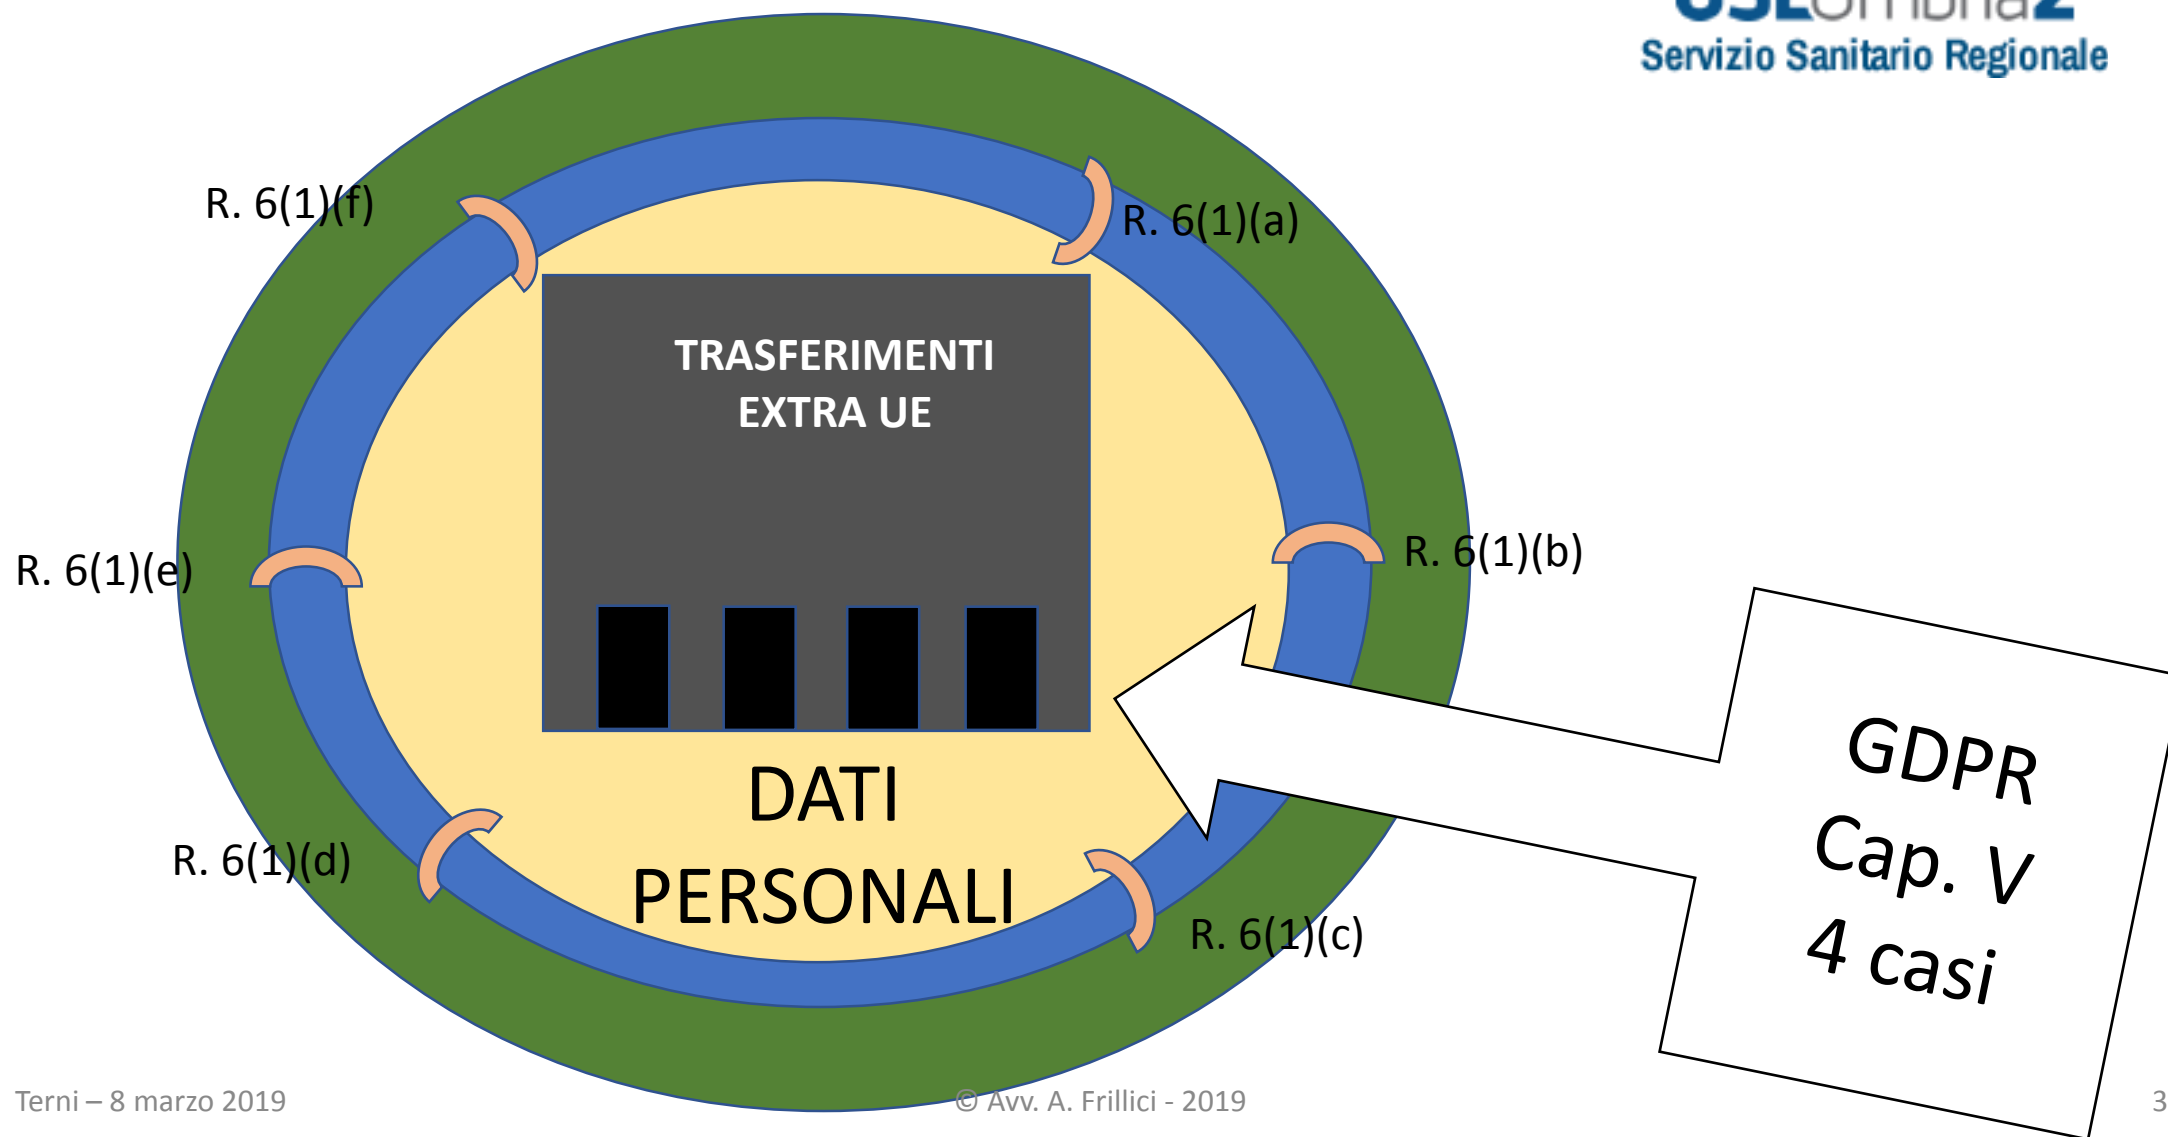 USLUmbria2
Servizio Sanitario Regionale
R. 6(1)(f)
R. 6(1)(a)
TRASFERIMENTI
EXTRA UE
R. 6(1)(e)
R. 6(1)(b)
GDPR
Cap. V
4 casi
DATI
PERSONALI
R. 6(1)(d)
R. 6(1)(c)
Terni – 8 marzo 2019
© Avv. A. Frillici - 2019
3